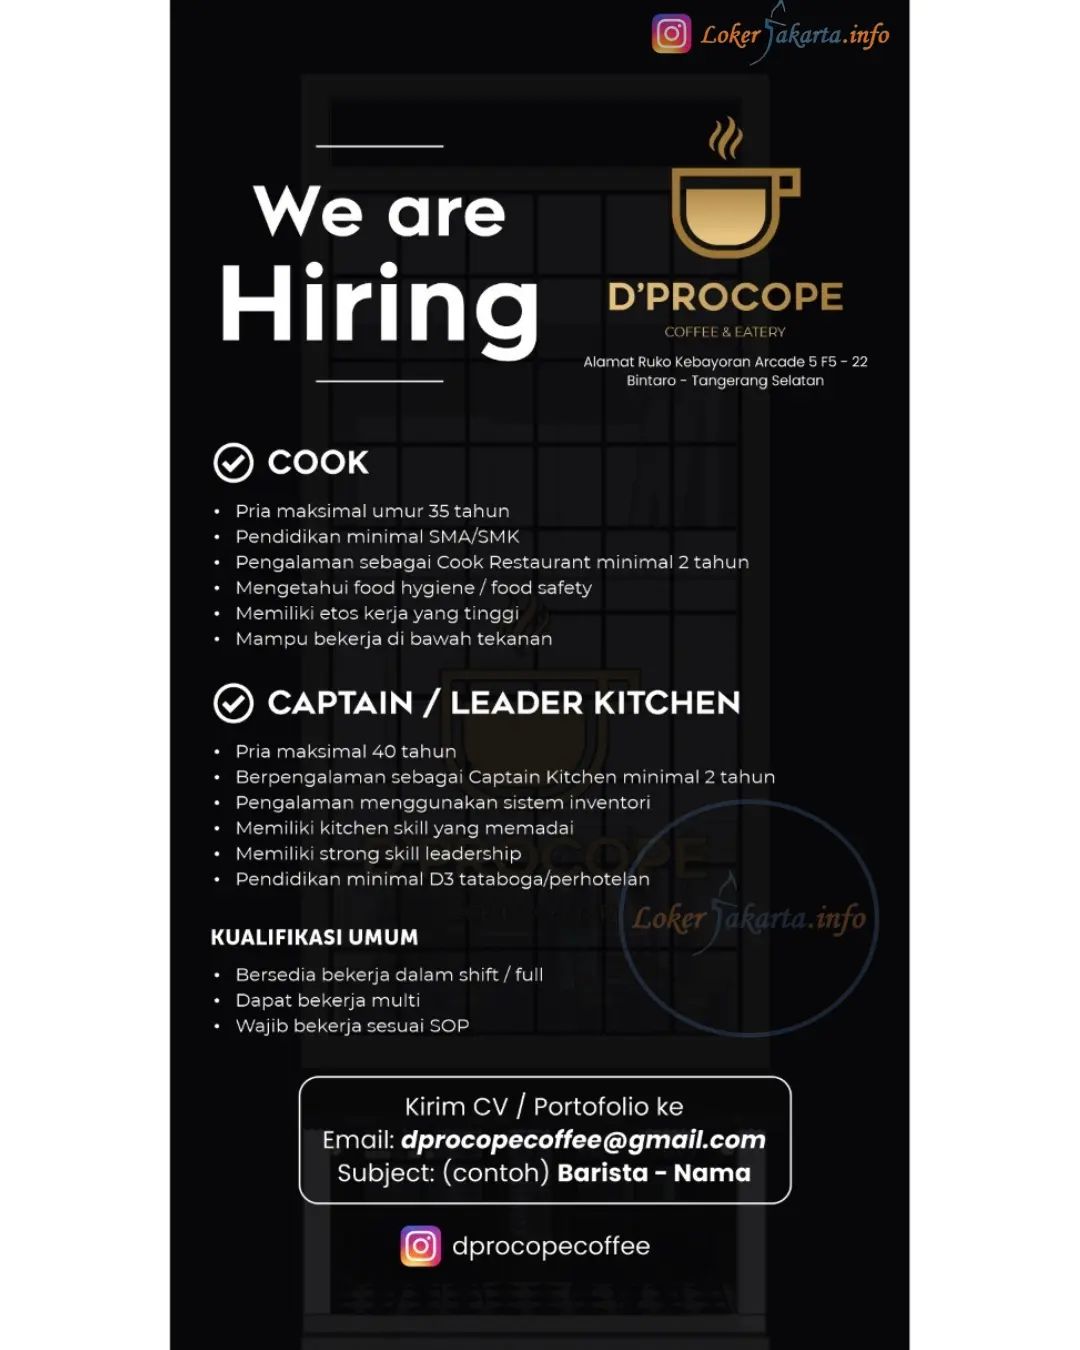 Loker Jakarta.info
We are
Hiring
D'PROCOPE
COFFEE & EATERY
Alamat Ruko Kebayoran Arcade 5 F5 - 22
Bintaro - Tangerang Selatan
COOK
• Pria maksimal umur 35 tahun
• Pendidikan minimal SMA/SMK
• Pengalaman sebagai Cook Restaurant minimal 2 tahun
• Mengetahui food hygiene / food safety
• Memiliki etos kerja yang tinggi
• Mampu bekerja di bawah tekanan
CAPTAIN / LEADER KITCHEN
• Pria maksimal 40 tahun
• Berpengalaman sebagai Captain Kitchen minimal 2 tahun
• Pengalaman menggunakan sistem inventori
• Memiliki kitchen skill yang memadai
• Memiliki strong skill leadership
• Pendidikan minimal D3 tataboga/perhotelan
Loker Jakarta.info
KUALIFIKASI UMUM
• Bersedia bekerja dalam shift / full
• Dapat bekerja multi
• Wajib bekerja sesuai SOP
Kirim CV / Portofolio ke
Email: dprocopecoffee@gmail.com
Subject: (contoh) Barista - Nama
dprocopecoffee